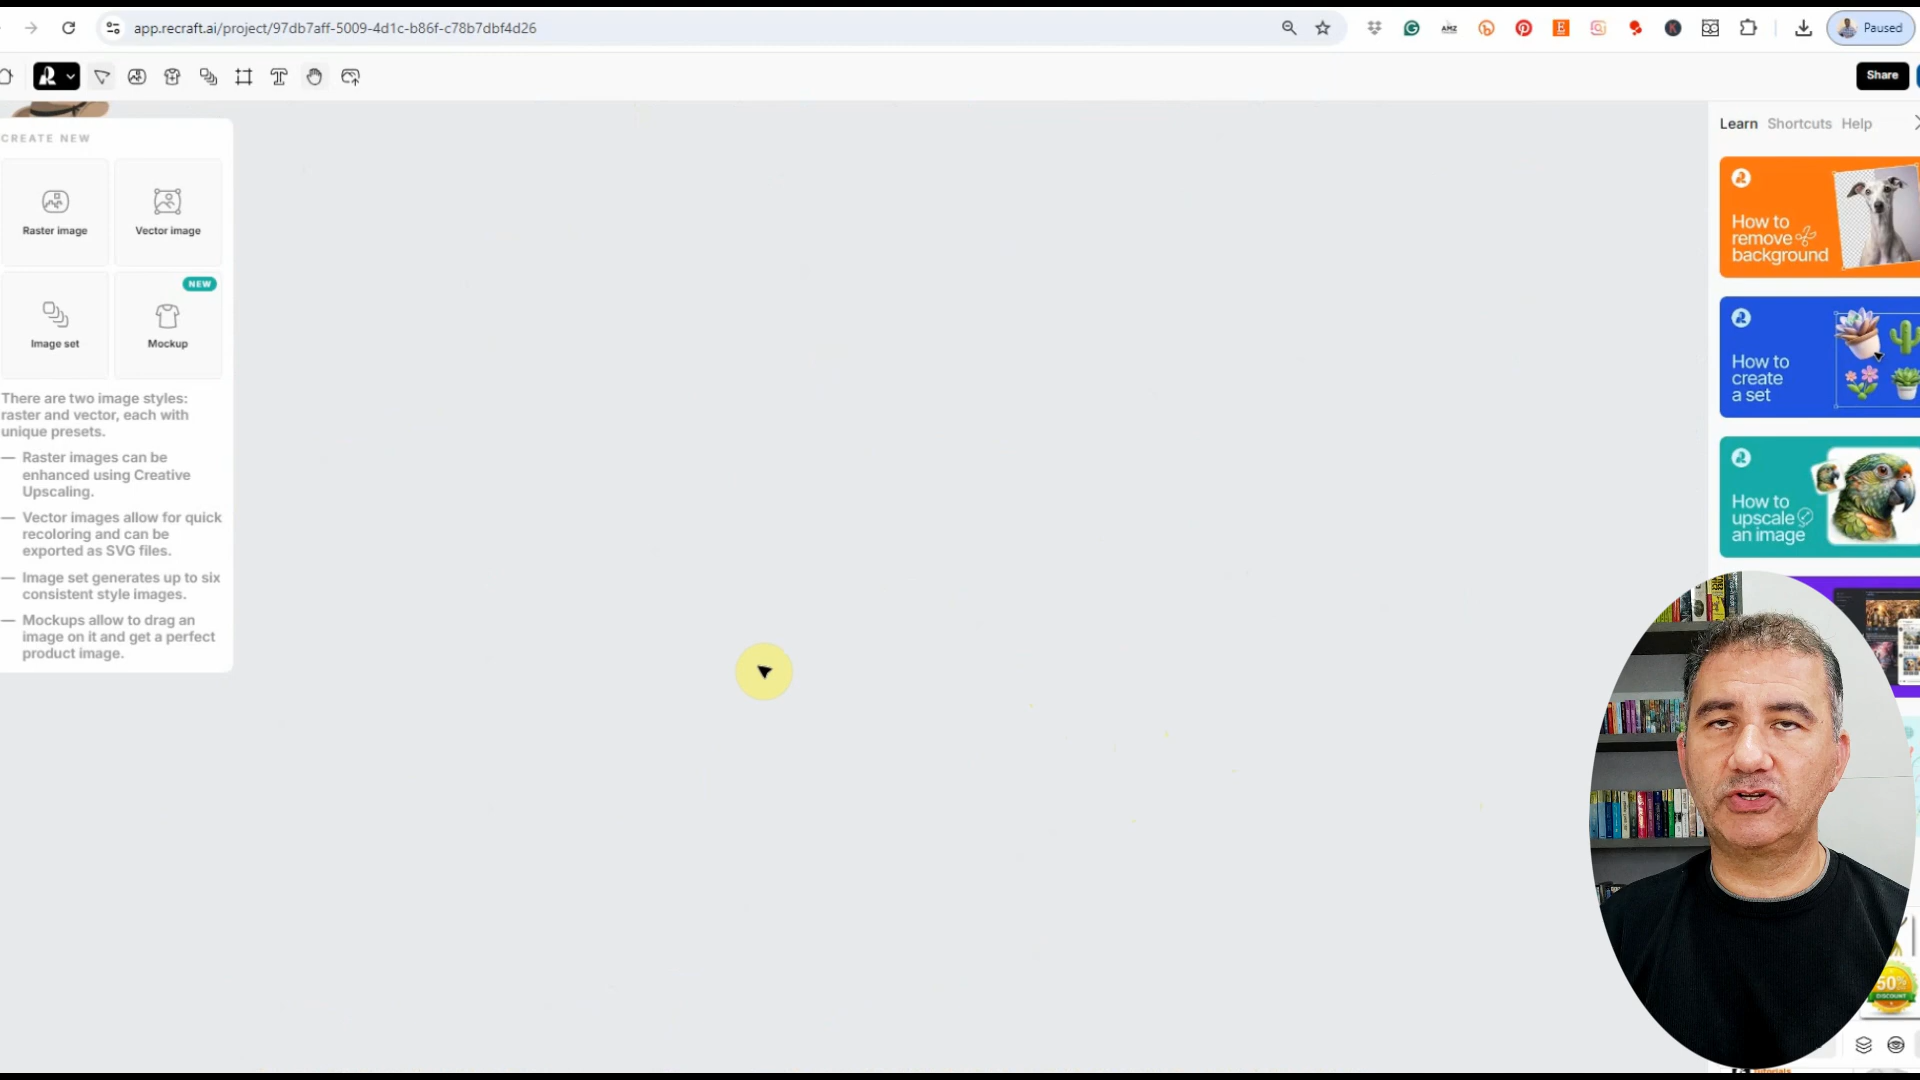 app.recraft.ai/project/97db7aff-5009-4d1c-b86f-c78b7dbf4d26
AMZ
E
K
Paused
Share
CREATE NEW
Raster image
Vector image
NEW
Image set
Mockup
There are two image styles:
raster and vector, each with
unique presets.
— Raster images can be
enhanced using Creative
Upscaling.
— Vector images allow for quick
recoloring and can be
exported as SVG files.
— Image set generates up to six
consistent style images.
— Mockups allow to drag an
image on it and get a perfect
product image.
Learn Shortcuts Help
How to
remove
background
How to
create
a set
How to
upscale
an image
50%
DISCOUNT